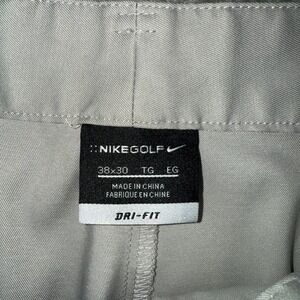 ::NIKEGOLF
38x30 TG EG
MADE IN CHINA
FABRIQUÉ EN CHINE
DRI-FIT